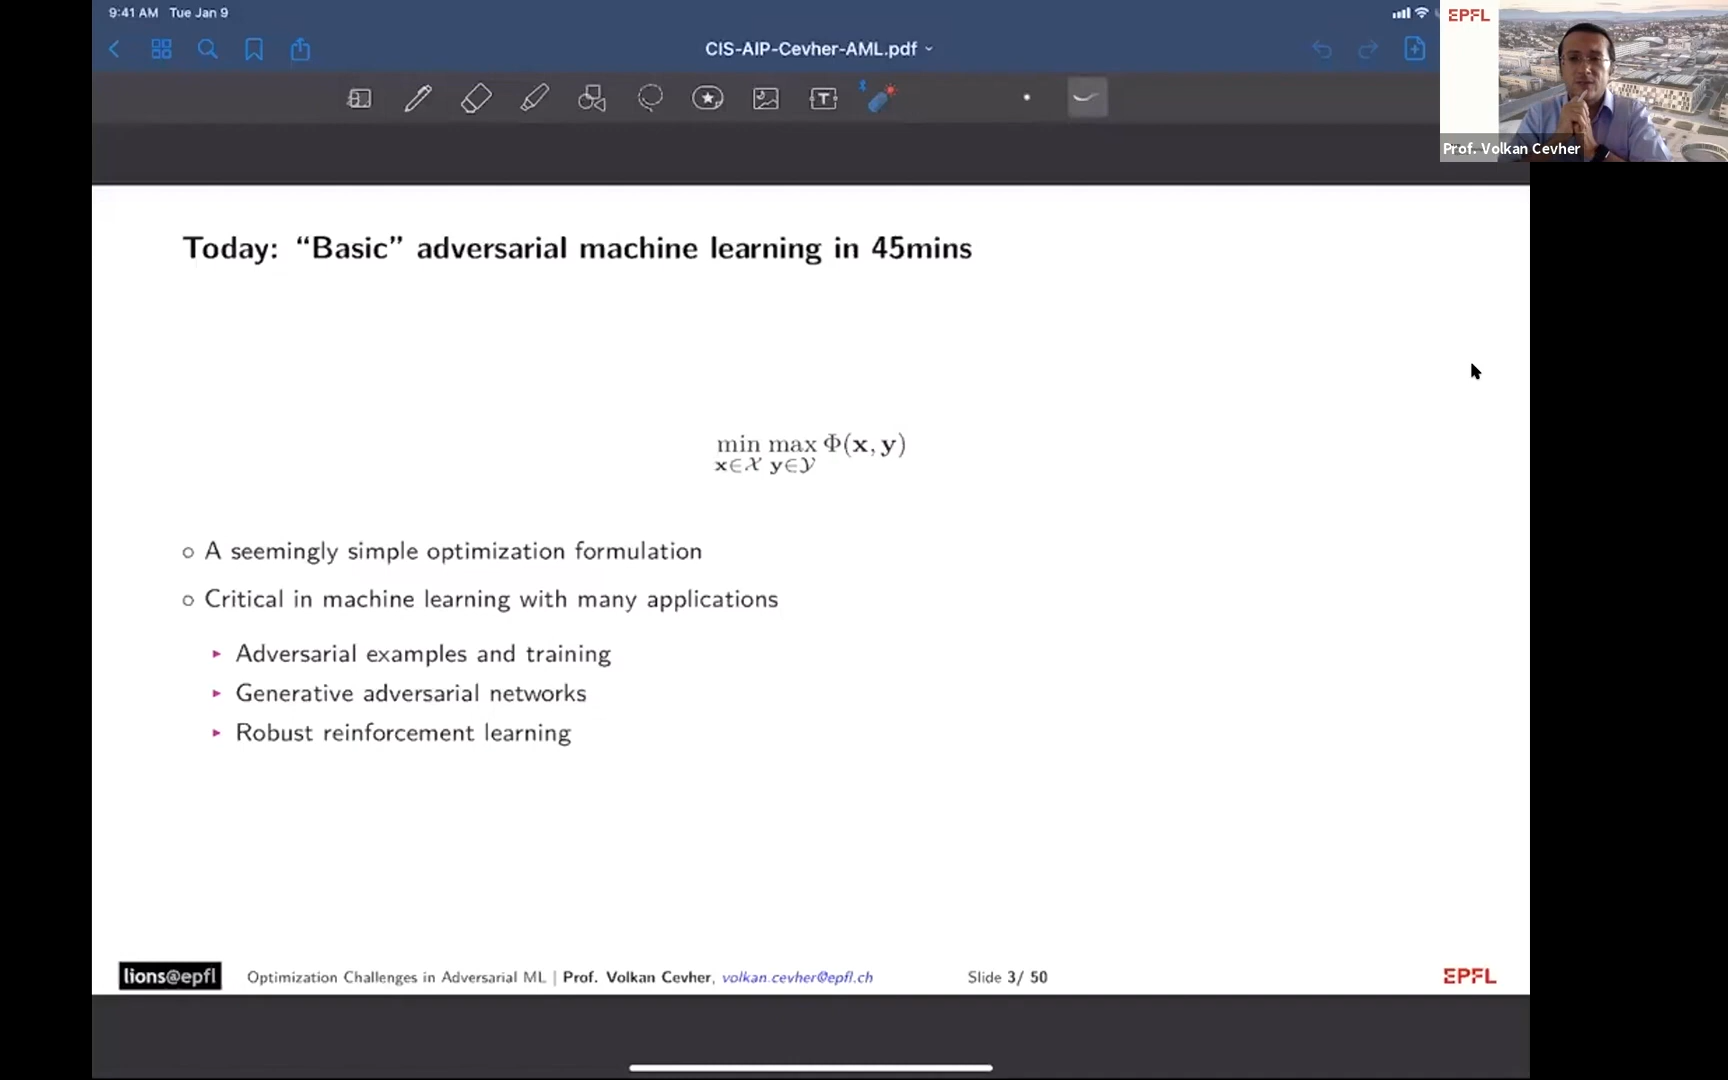 9:41 AM Tue Jan 9
CIS-AIP-Cevher-AML.pdf
EPFL
Prof. Volkan Cevher
T
Today: “Basic” adversarial machine learning in 45mins
min max Φ(x, y)
x∈𝒳 y∈𝒴
○ A seemingly simple optimization formulation
○ Critical in machine learning with many applications
▸ Adversarial examples and training
▸ Generative adversarial networks
▸ Robust reinforcement learning
lions@epfl Optimization Challenges in Adversarial ML | Prof. Volkan Cevher, volkan.cevher@epfl.ch Slide 3/ 50 EPFL